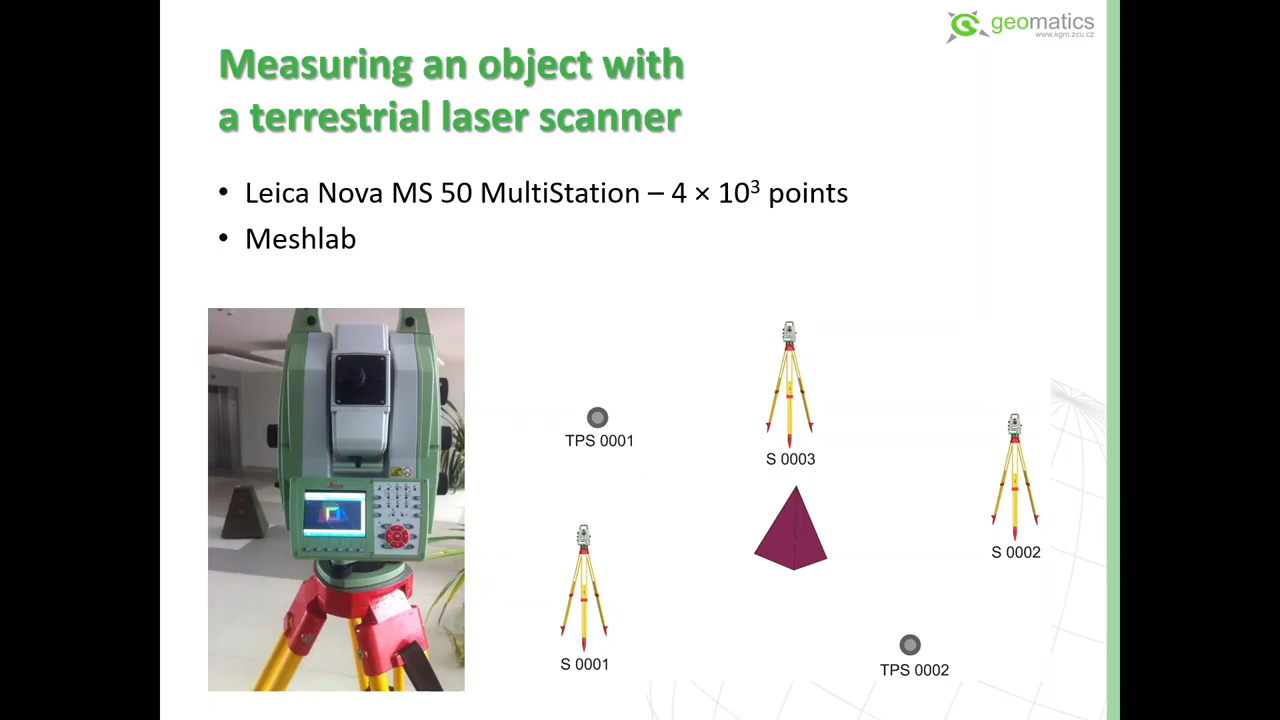 geomatics
www.kgm.zcu.cz
Measuring an object with
a terrestrial laser scanner
• Leica Nova MS 50 MultiStation – 4 × 10³ points
• Meshlab
Leica
TPS 0001
S 0003
S 0002
S 0001
TPS 0002